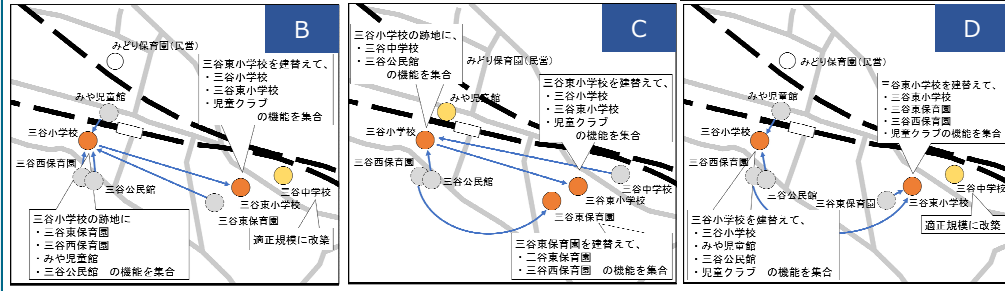 B
みどり保育園(民営)
三谷東小学校を建替えて、
・三谷小学校
・三谷東小学校
・児童クラブ
の機能を集合
みや児童館
三谷小学校
三谷西保育園
三谷公民館
三谷中学校
三谷東小学校
三谷東保育園
適正規模に改築
三谷小学校の跡地に
・三谷東保育園
・三谷西保育園
・みや児童館
・三谷公民館 の機能を集合
C
三谷小学校の跡地に、
・三谷中学校
・三谷公民館
の機能を集合
みどり保育園(民営)
三谷東小学校を建替えて、
・三谷小学校
・三谷東小学校
・児童クラブ
の機能を集合
みや児童館
三谷小学校
三谷西保育園
三谷公民館
三谷中学校
三谷東小学校
三谷東保育園
三谷東保育園を建替えて、
・三谷東保育園
・三谷西保育園 の機能を集合
D
みどり保育園(民営)
三谷東小学校を建替えて、
・三谷東小学校
・三谷東保育園
・三谷西保育園
・児童クラブの機能を集合
みや児童館
三谷小学校
三谷西保育園
三谷公民館
三谷東保育園
三谷中学校
三谷東小学校
適正規模に改築
三谷小学校を建替えて、
・三谷小学校
・みや児童館
・三谷公民館
・児童クラブ の機能を集合